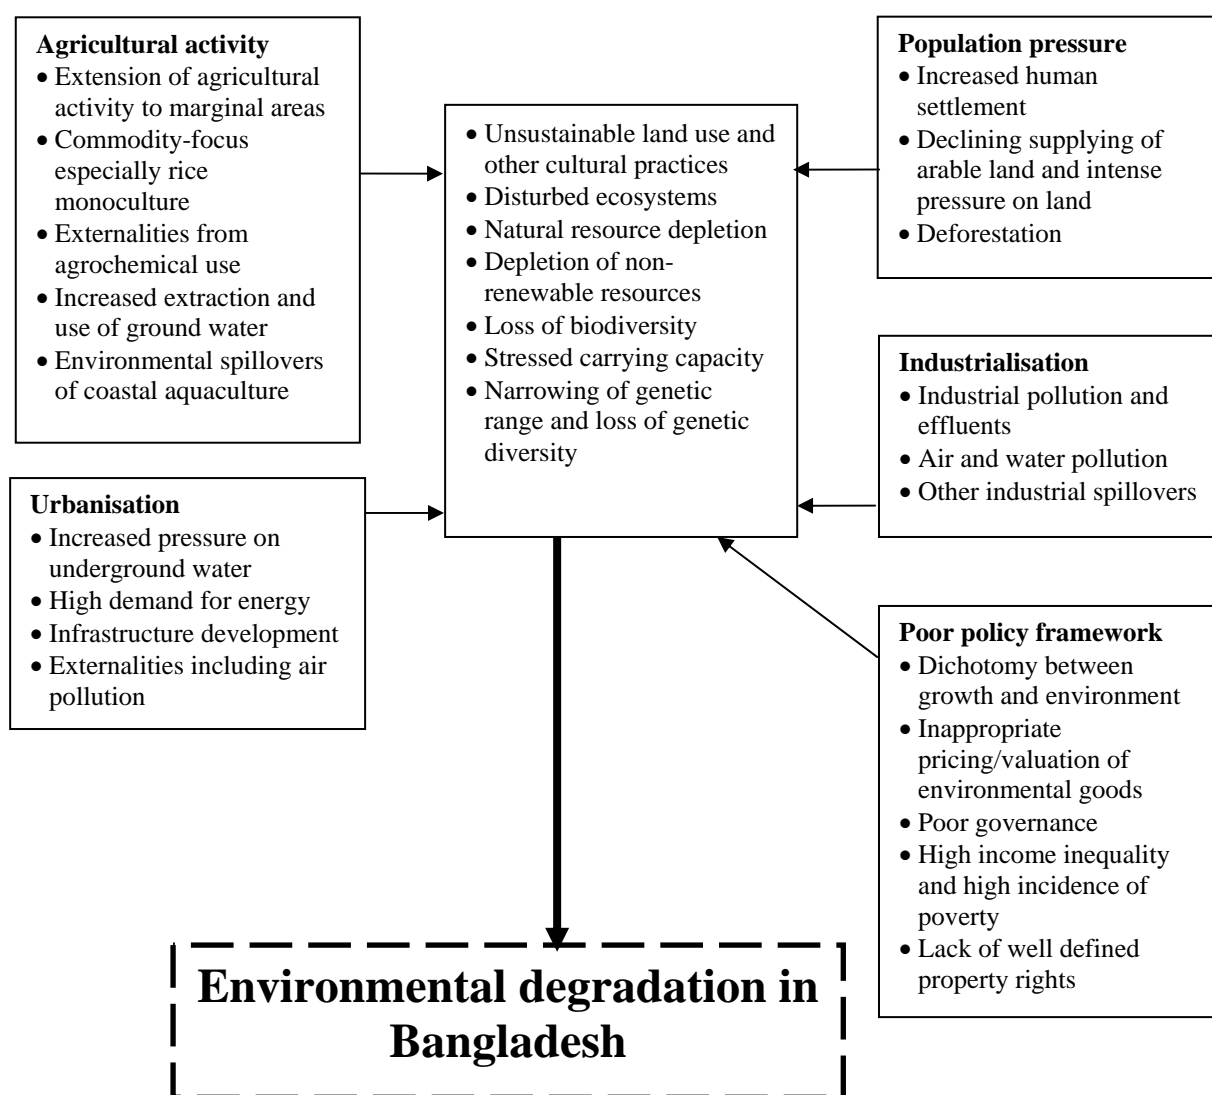 Agricultural activity
• Extension of agricultural
activity to marginal areas
• Commodity-focus
especially rice
monoculture
• Externalities from
agrochemical use
• Increased extraction and
use of ground water
• Environmental spillovers
of coastal aquaculture
Urbanisation
• Increased pressure on
underground water
• High demand for energy
• Infrastructure development
• Externalities including air
pollution
• Unsustainable land use and
other cultural practices
• Disturbed ecosystems
• Natural resource depletion
• Depletion of non-
renewable resources
• Loss of biodiversity
• Stressed carrying capacity
• Narrowing of genetic
range and loss of genetic
diversity
Population pressure
• Increased human
settlement
• Declining supplying of
arable land and intense
pressure on land
• Deforestation
Industrialisation
• Industrial pollution and
effluents
• Air and water pollution
• Other industrial spillovers
Poor policy framework
• Dichotomy between
growth and environment
• Inappropriate
pricing/valuation of
environmental goods
• Poor governance
• High income inequality
and high incidence of
poverty
• Lack of well defined
property rights
Environmental degradation in
Bangladesh